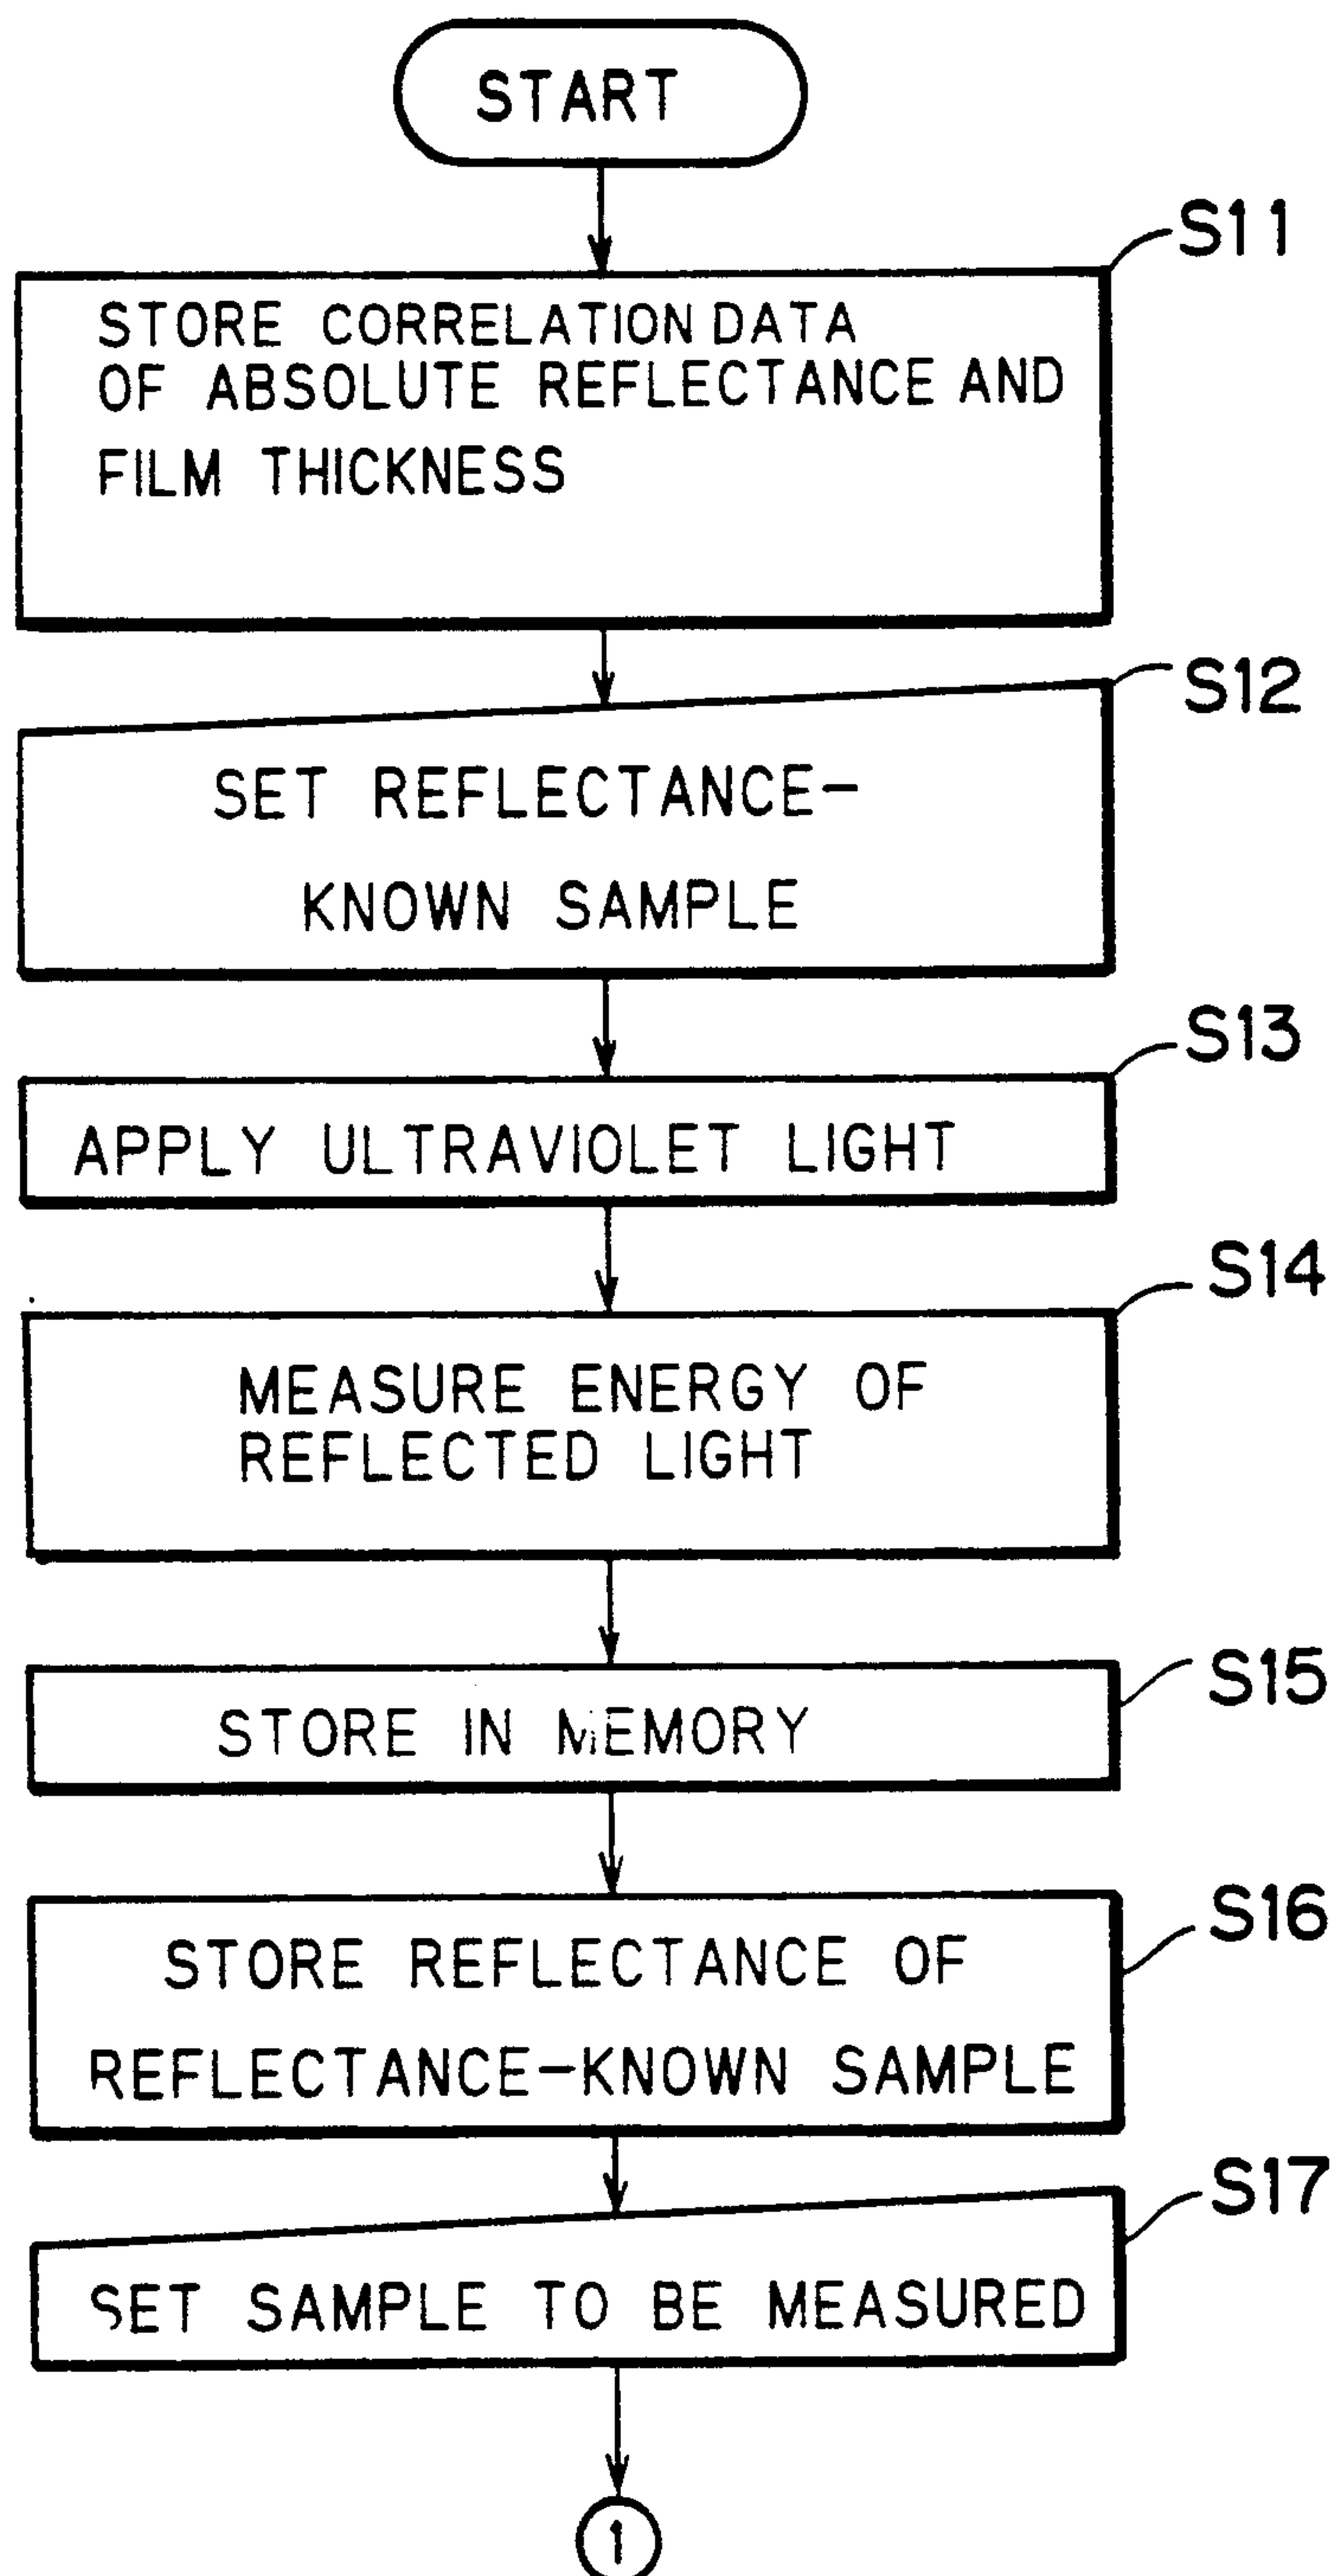 START
S11
STORE CORRELATION DATA
OF ABSOLUTE REFLECTANCE AND
FILM THICKNESS
S12
SET REFLECTANCE-
KNOWN SAMPLE
S13
APPLY ULTRAVIOLET LIGHT
S14
MEASURE ENERGY OF
REFLECTED LIGHT
S15
STORE IN MEMORY
S16
STORE REFLECTANCE OF
REFLECTANCE-KNOWN SAMPLE
S17
SET SAMPLE TO BE MEASURED
1